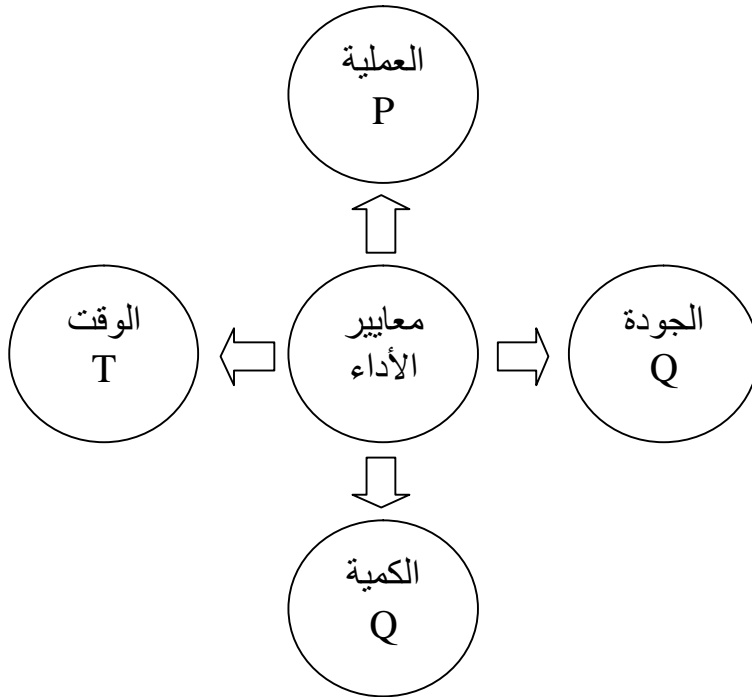 العملية
P
الجودة
Q
معايير
الأداء
الوقت
T
الكمية
Q